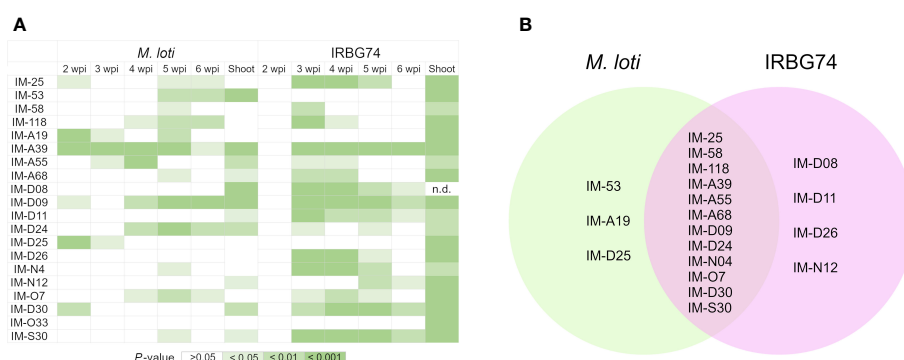 A
M. loti IRBG74
2 wpi 3 wpi 4 wpi 5 wpi 6 wpi Shoot 2 wpi 3 wpi 4 wpi 5 wpi 6 wpi Shoot
IM-25
IM-53
IM-58
IM-118
IM-A19
IM-A39
IM-A55
IM-A68
IM-D08 n.d.
IM-D09
IM-D11
IM-D24
IM-D25
IM-D26
IM-N4
IM-N12
IM-O7
IM-D30
IM-O33
IM-S30
P-value >0.05 < 0.05 < 0.01 < 0.001
B
M. loti IRBG74
IM-53
IM-A19
IM-D25
IM-25
IM-58
IM-118
IM-A39
IM-A55
IM-A68
IM-D09
IM-D24
IM-N04
IM-O7
IM-D30
IM-S30
IM-D08
IM-D11
IM-D26
IM-N12